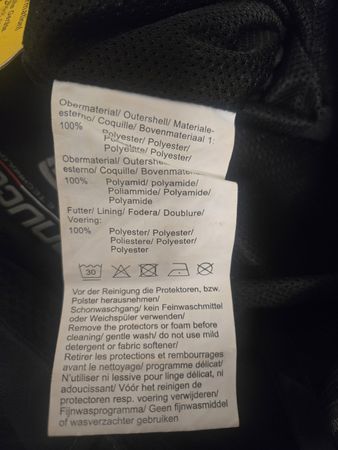 Obermaterial/ Outershell/ Materiale-
esterno/ Coquille/ Bovenmateriaal 1:
100% Polyester/ Polyester/
Polyester/ Polyester/
Obermaterial/ Outershell
esterno/ Coquille/ Bovenmateriaal
100% Polyamid/ polyamide/
Poliammide/ Polyamide/
Polyamide
Futter/ Lining/ Fodera/ Doublure/
Voering:
100% Polyester/ Polyester/
Poliestere/ Polyester/
Polyester
30
Vor der Reinigung die Protektoren, bzw.
Polster herausnehmen/
Schonwaschgang/ kein Feinwaschmittel
oder Weichspüler verwenden/
Remove the protectors or foam before
cleaning/ gentle wash/ do not use mild
detergent or fabric softener/
Retirer les protections et rembourrages
avant le nettoyage/ programme délicat/
N'utiliser ni lessive pour linge délicat, ni
adoucissant/ Vóór het reinigen de
protectoren resp. voering verwijderen/
Fijnwasprogramma/ Geen fijnwasmiddel
of wasverzachter gebruiken